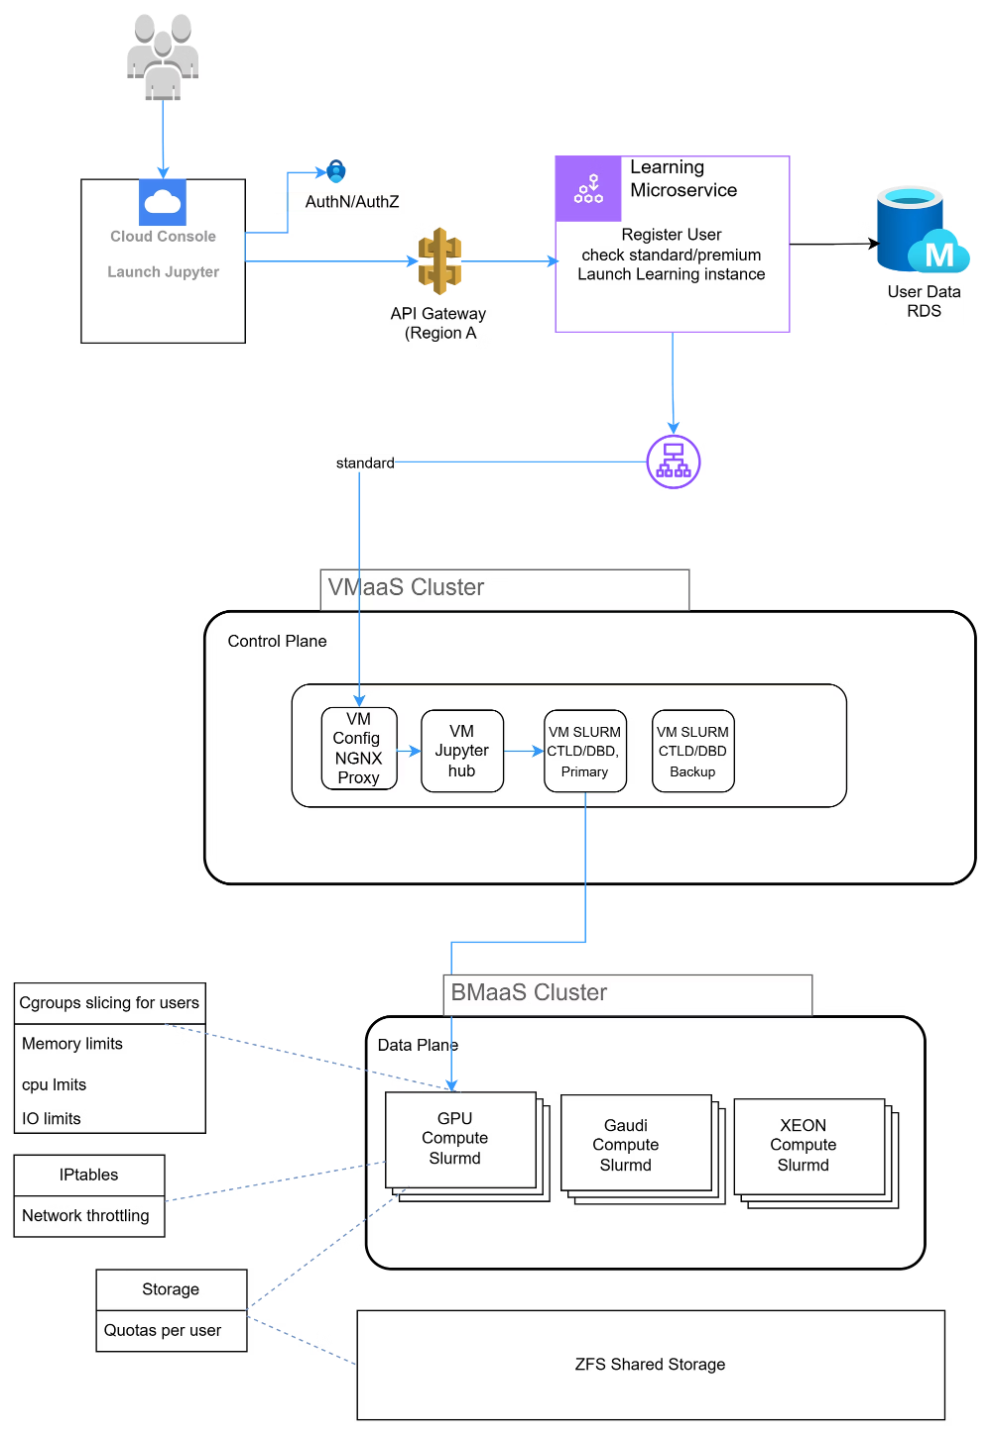 Cloud Console
Launch Jupyter
AuthN/AuthZ
API Gateway
(Region A
Learning
Microservice
Register User
check standard/premium
Launch Learning instance
M
User Data
RDS
standard
VMaaS Cluster
Control Plane
VM
Config
NGNX
Proxy
VM
Jupyter
hub
VM SLURM
CTLD/DBD,
Primary
VM SLURM
CTLD/DBD
Backup
BMaaS Cluster
Data Plane
GPU
Compute
Slurmd
Gaudi
Compute
Slurmd
XEON
Compute
Slurmd
Cgroups slicing for users
Memory limits
cpu lmits
IO limits
IPtables
Network throttling
Storage
Quotas per user
ZFS Shared Storage